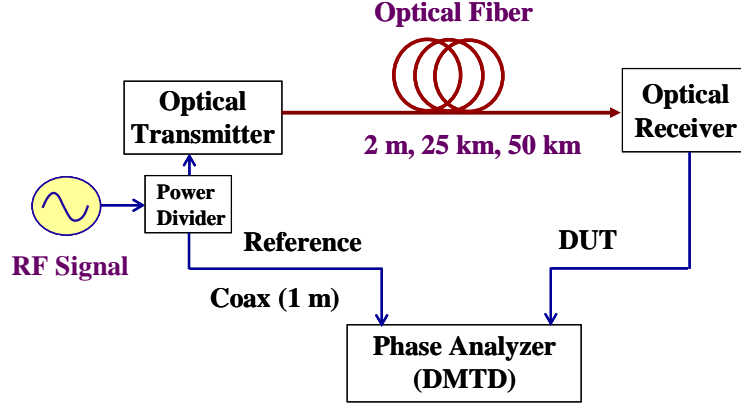 Optical Fiber
Optical
Transmitter
2 m, 25 km, 50 km
Optical
Receiver
Power
Divider
RF Signal
Reference
Coax (1 m)
DUT
Phase Analyzer
(DMTD)